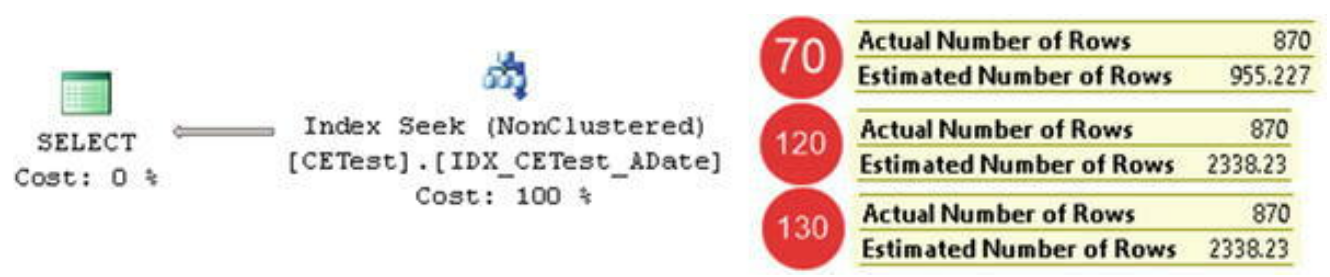 SELECT
Cost: 0 %
Index Seek (NonClustered)
[CETest].[IDX_CETest_ADate]
Cost: 100 %
70
Actual Number of Rows 870
Estimated Number of Rows 955.227
120
Actual Number of Rows 870
Estimated Number of Rows 2338.23
130
Actual Number of Rows 870
Estimated Number of Rows 2338.23